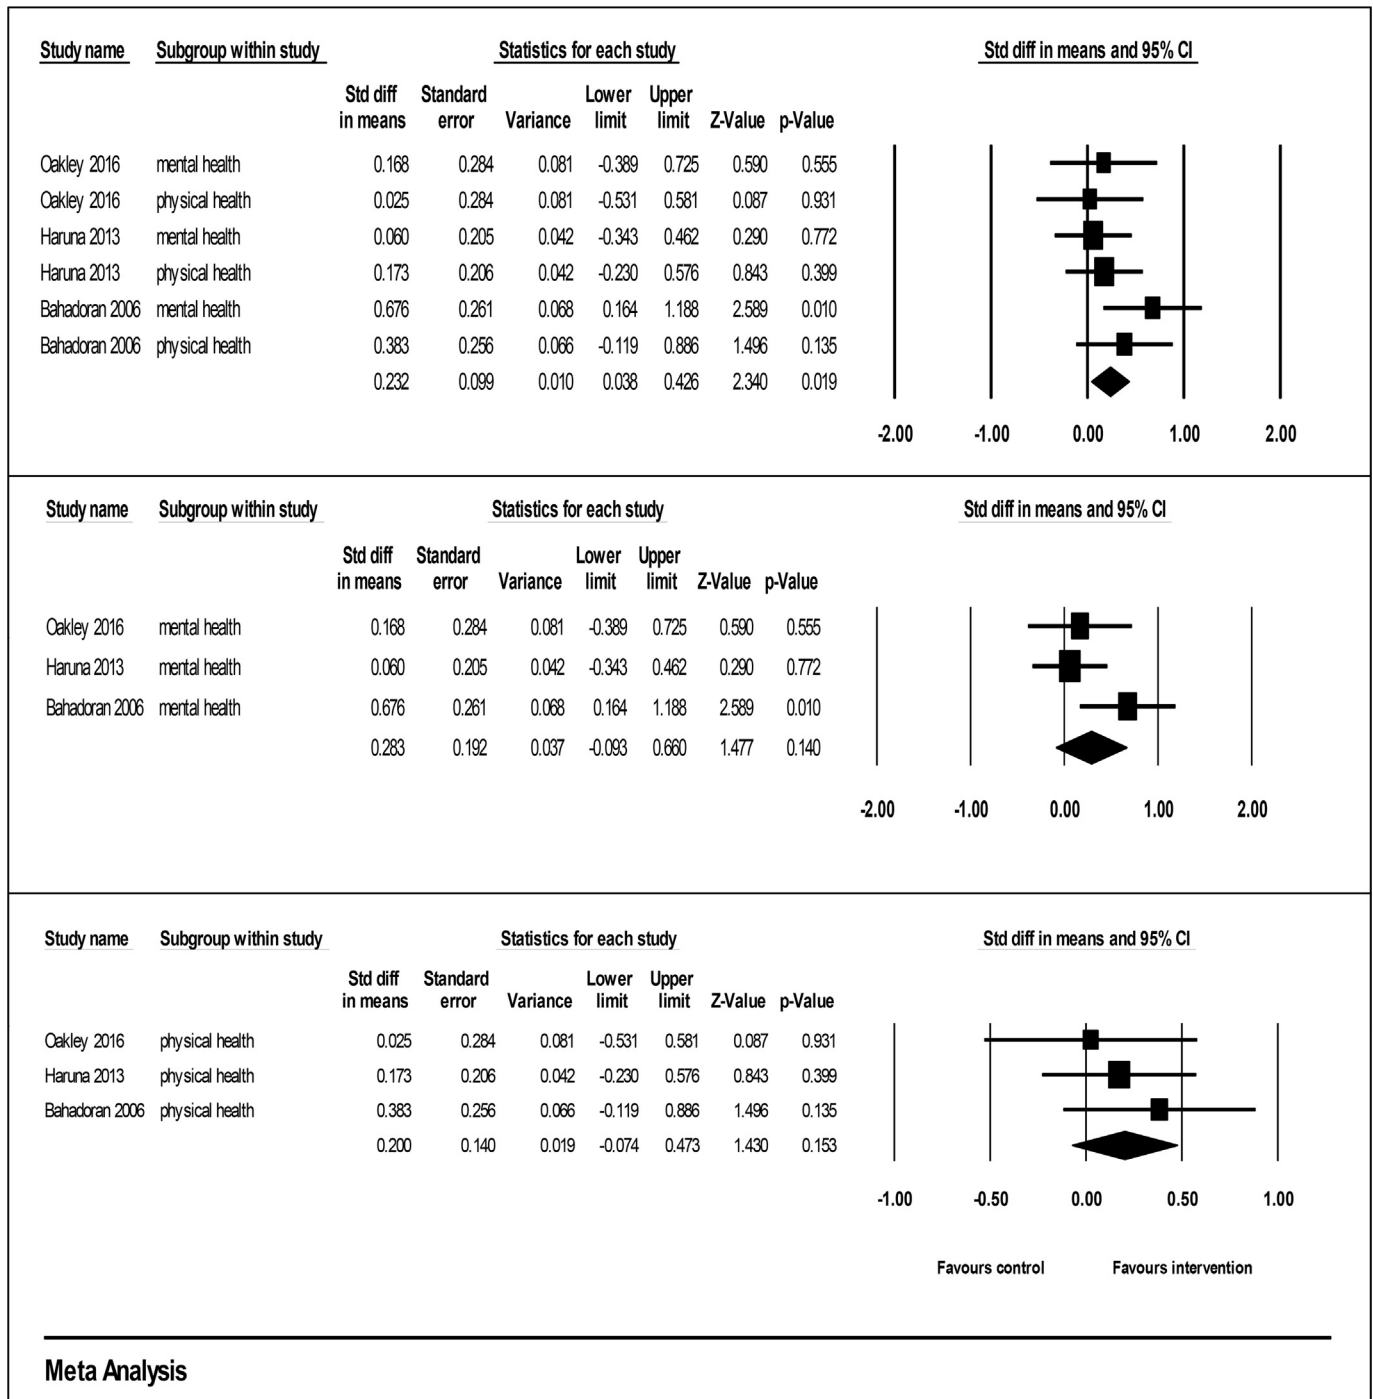 Study name Subgroup within study Statistics for each study Std diff in means and 95% CI
Std diff Standard Lower Upper
in means error Variance limit limit Z-Value p-Value
Oakley 2016 mental health 0.168 0.284 0.081 -0.389 0.725 0.590 0.555
Oakley 2016 physical health 0.025 0.284 0.081 -0.531 0.581 0.087 0.931
Haruna 2013 mental health 0.060 0.205 0.042 -0.343 0.462 0.290 0.772
Haruna 2013 physical health 0.173 0.206 0.042 -0.230 0.576 0.843 0.399
Bahadoran 2006 mental health 0.676 0.261 0.068 0.164 1.188 2.589 0.010
Bahadoran 2006 physical health 0.383 0.256 0.066 -0.119 0.886 1.496 0.135
0.232 0.099 0.010 0.038 0.426 2.340 0.019
-2.00 -1.00 0.00 1.00 2.00
Study name Subgroup within study Statistics for each study Std diff in means and 95% CI
Std diff Standard Lower Upper
in means error Variance limit limit Z-Value p-Value
Oakley 2016 mental health 0.168 0.284 0.081 -0.389 0.725 0.590 0.555
Haruna 2013 mental health 0.060 0.205 0.042 -0.343 0.462 0.290 0.772
Bahadoran 2006 mental health 0.676 0.261 0.068 0.164 1.188 2.589 0.010
0.283 0.192 0.037 -0.093 0.660 1.477 0.140
-2.00 -1.00 0.00 1.00 2.00
Study name Subgroup within study Statistics for each study Std diff in means and 95% CI
Std diff Standard Lower Upper
in means error Variance limit limit Z-Value p-Value
Oakley 2016 physical health 0.025 0.284 0.081 -0.531 0.581 0.087 0.931
Haruna 2013 physical health 0.173 0.206 0.042 -0.230 0.576 0.843 0.399
Bahadoran 2006 physical health 0.383 0.256 0.066 -0.119 0.886 1.496 0.135
0.200 0.140 0.019 -0.074 0.473 1.430 0.153
-1.00 -0.50 0.00 0.50 1.00
Favours control Favours intervention
Meta Analysis